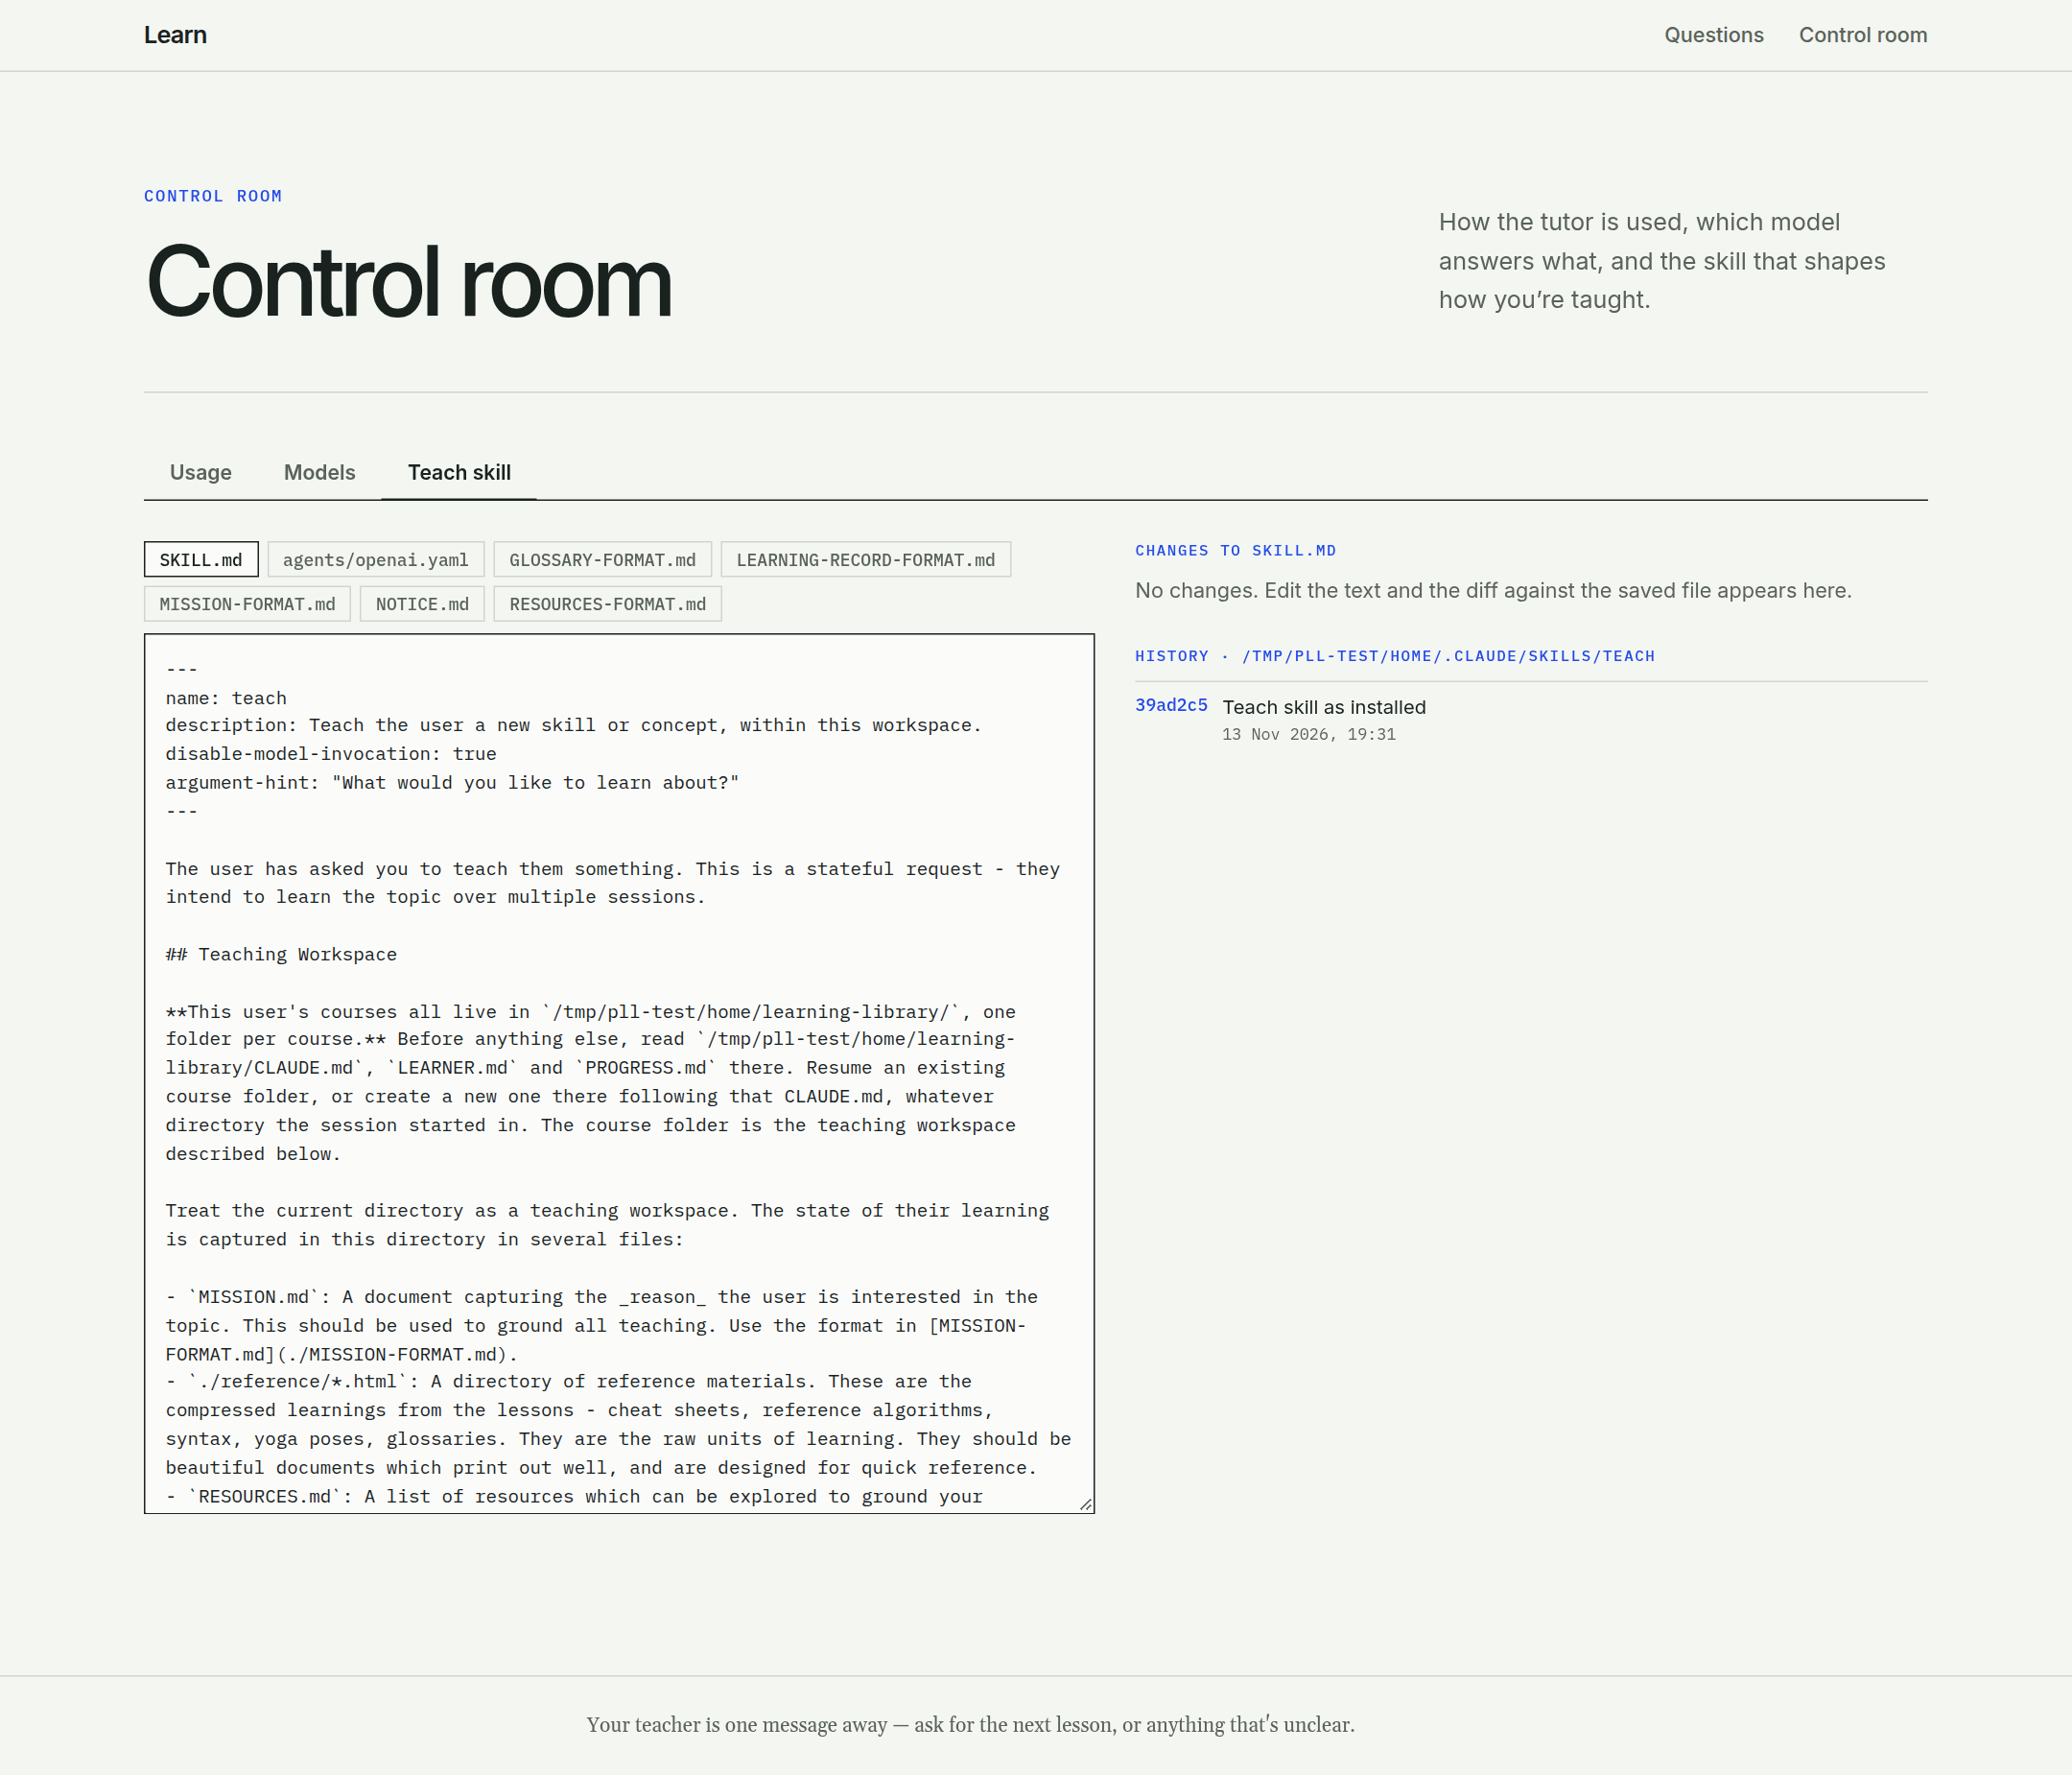 Learn
Questions
Control room
CONTROL ROOM
Control room
How the tutor is used, which model
answers what, and the skill that shapes
how you’re taught.
Usage
Models
Teach skill
SKILL.md
agents/openai.yaml
GLOSSARY-FORMAT.md
LEARNING-RECORD-FORMAT.md
MISSION-FORMAT.md
NOTICE.md
RESOURCES-FORMAT.md
---
name: teach
description: Teach the user a new skill or concept, within this workspace.
disable-model-invocation: true
argument-hint: "What would you like to learn about?"
---
The user has asked you to teach them something. This is a stateful request - they
intend to learn the topic over multiple sessions.
## Teaching Workspace
**This user's courses all live in `/tmp/pll-test/home/learning-library/`, one
folder per course.** Before anything else, read `/tmp/pll-test/home/learning-
library/CLAUDE.md`, `LEARNER.md` and `PROGRESS.md` there. Resume an existing
course folder, or create a new one there following that CLAUDE.md, whatever
directory the session started in. The course folder is the teaching workspace
described below.
Treat the current directory as a teaching workspace. The state of their learning
is captured in this directory in several files:
- `MISSION.md`: A document capturing the _reason_ the user is interested in the
topic. This should be used to ground all teaching. Use the format in [MISSION-
FORMAT.md](./MISSION-FORMAT.md).
- `./reference/*.html`: A directory of reference materials. These are the
compressed learnings from the lessons - cheat sheets, reference algorithms,
syntax, yoga poses, glossaries. They are the raw units of learning. They should be
beautiful documents which print out well, and are designed for quick reference.
- `RESOURCES.md`: A list of resources which can be explored to ground your
CHANGES TO SKILL.MD
No changes. Edit the text and the diff against the saved file appears here.
HISTORY · /TMP/PLL-TEST/HOME/.CLAUDE/SKILLS/TEACH
39ad2c5
Teach skill as installed
13 Nov 2026, 19:31
Your teacher is one message away — ask for the next lesson, or anything that's unclear.